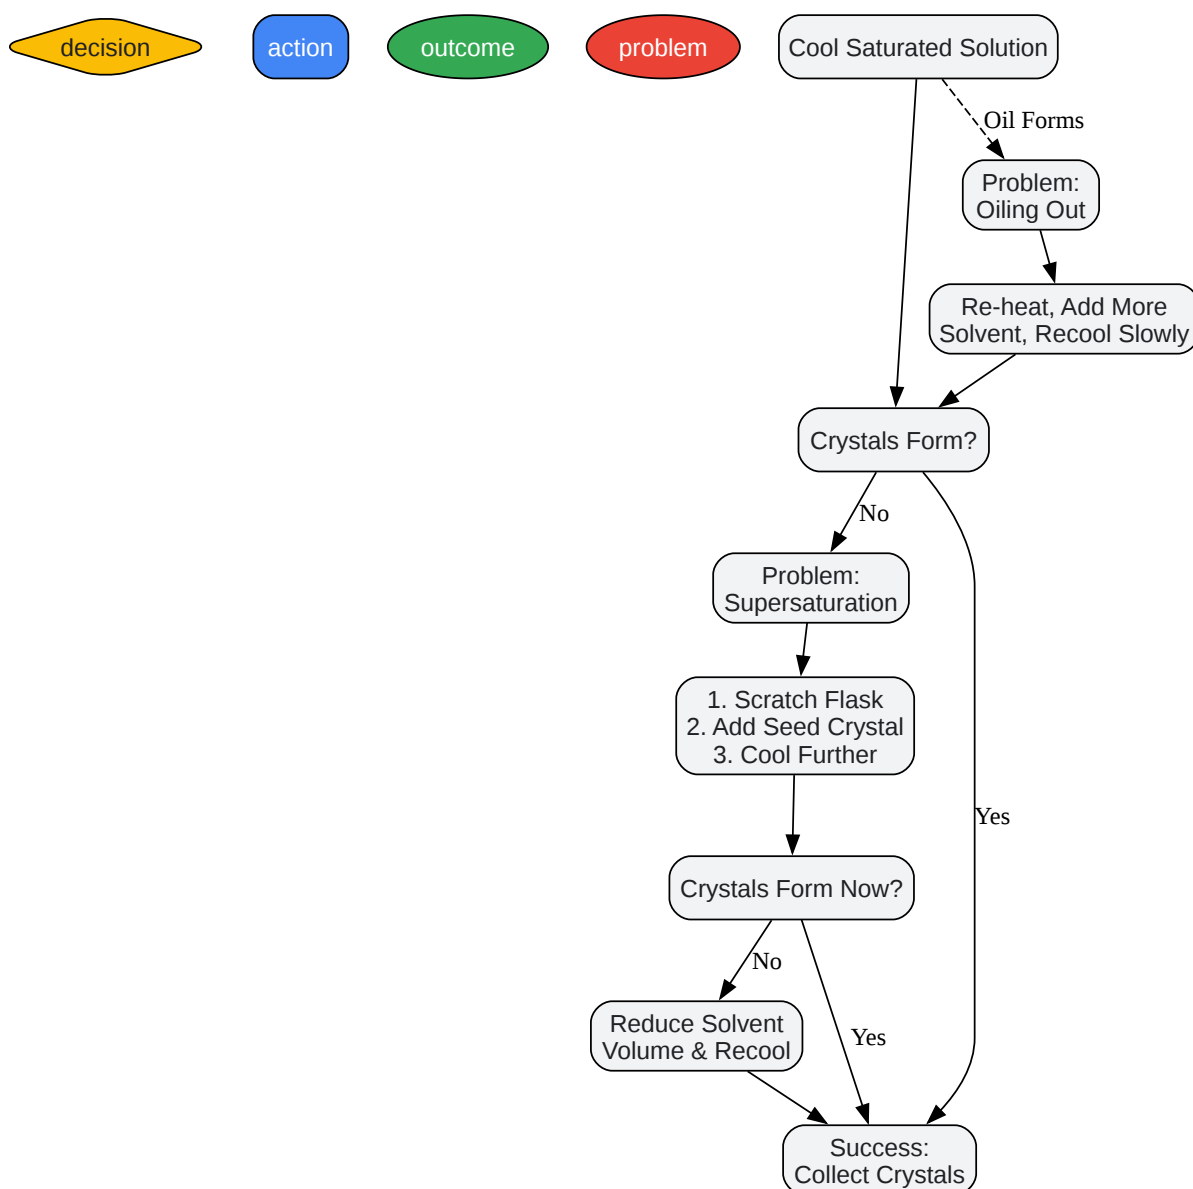 decision
action
outcome
problem
Cool Saturated Solution
Oil Forms
Problem:
Oiling Out
Re-heat, Add More
Solvent, Recool Slowly
Crystals Form?
No
Problem:
Supersaturation
1. Scratch Flask
2. Add Seed Crystal
3. Cool Further
Yes
Crystals Form Now?
No
Reduce Solvent
Volume & Recool
Yes
Success:
Collect Crystals